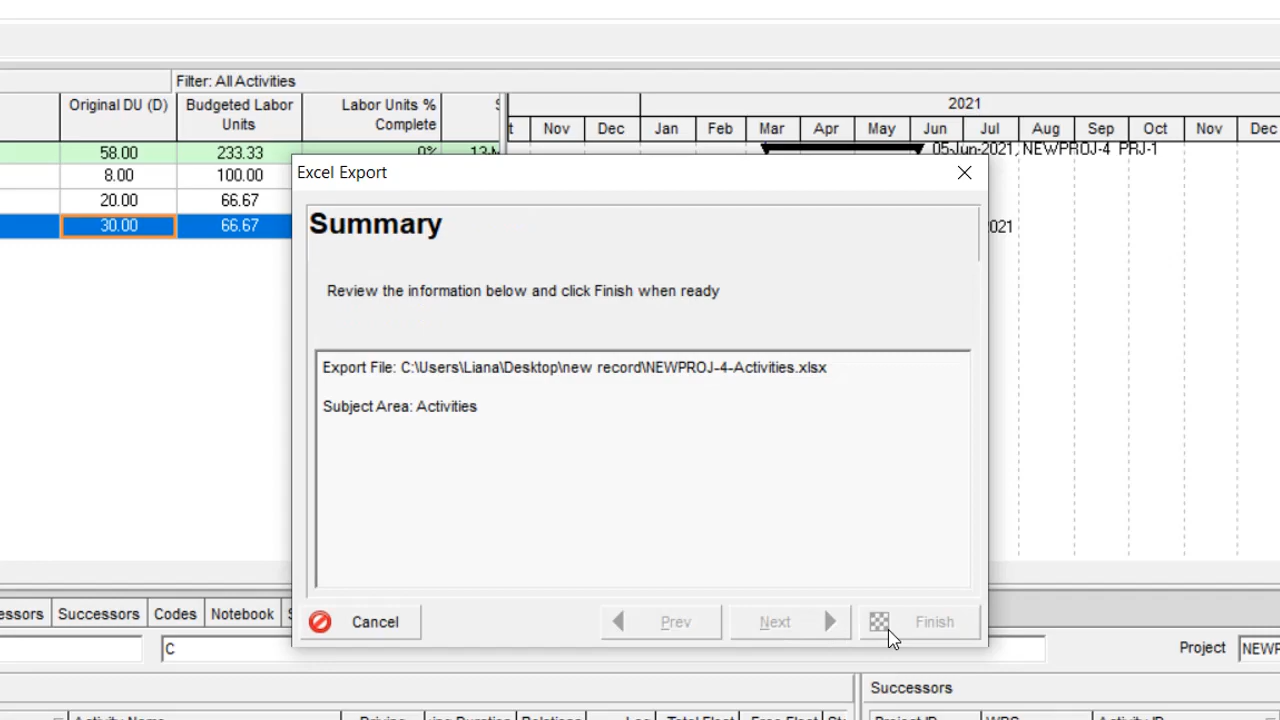 Filter: All Activities
Original DU (D)
Budgeted Labor
Units
Labor Units %
Complete
2021
Nov Dec Jan Feb Mar Apr May Jun Jul Aug Sep Oct Nov Dec
58.00 233.33 0% 13-M
05-Jun-2021, NEWPROJ-4 PRJ-1
8.00 100.00
20.00 66.67
30.00 66.67
Excel Export
Summary
Review the information below and click Finish when ready
Export File: C:\Users\Liana\Desktop\new record\NEWPROJ-4-Activities.xlsx
Subject Area: Activities
Cancel Prev Next Finish
021
essors Successors Codes Notebook
C
Project NEWP
Successors
Activity Name Driving Relations Lag Total Float Free Float
Project ID WBS Activity ID